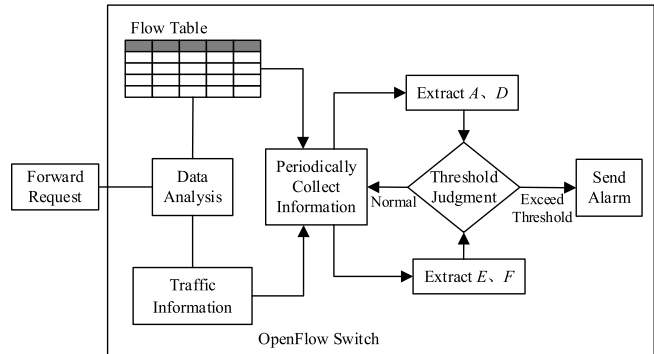 Flow Table
Extract A、D
Forward
Request
Data
Analysis
Periodically
Collect
Information
Threshold
Judgment
Normal
Exceed
Threshold
Send
Alarm
Traffic
Information
Extract E、F
OpenFlow Switch